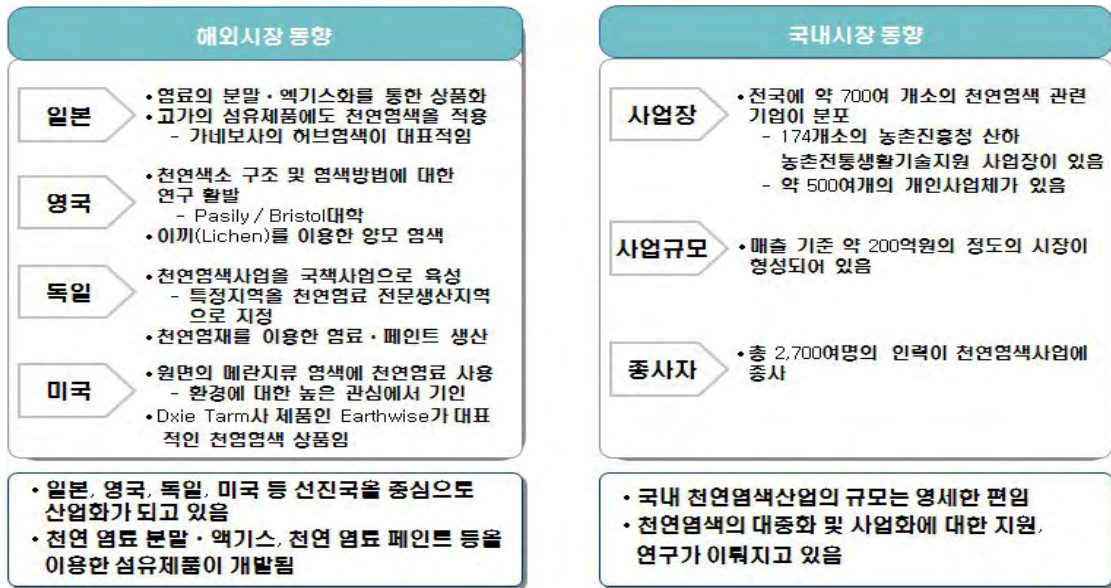 해외시장 동향
일본
• 염료의 분말・엑기스화를 통한 상품화
• 고가의 섬유제품에도 천연염색을 적용
- 가네보사의 허브염색이 대표적임
영국
• 천연색소 구조 및 염색방법에 대한
연구 활발
- Pasily / Bristol대학
• 이끼(Lichen)를 이용한 양모 염색
독일
• 천연염색사업을 국책사업으로 육성
- 특정지역을 천연염료 전문생산지역
으로 지정
• 천연염재를 이용한 염료・페인트 생산
미국
• 원면의 메란지류 염색에 천연염료 사용
- 환경에 대한 높은 관심에서 기인
• Dxie Tarm사 제품인 Earthwise가 대표
적인 천염염색 상품임
• 일본, 영국, 독일, 미국 등 선진국을 중심으로
산업화가 되고 있음
• 천연 염료 분말・액기스, 천연 염료 페인트 등을
이용한 섬유제품이 개발됨
국내시장 동향
사업장
• 전국에 약 700여 개소의 천연염색 관련
기업이 분포
- 174개소의 농촌진흥청 산하
농촌전통생활기술지원 사업장이 있음
- 약 500여개의 개인사업체가 있음
사업규모
• 매출 기준 약 200억원의 정도의 시장이
형성되어 있음
종사자
• 총 2,700여명의 인력이 천연염색사업에
종사
• 국내 천연염색산업의 규모는 영세한 편임
• 천연염색의 대중화 및 사업화에 대한 지원,
연구가 이뤄지고 있음